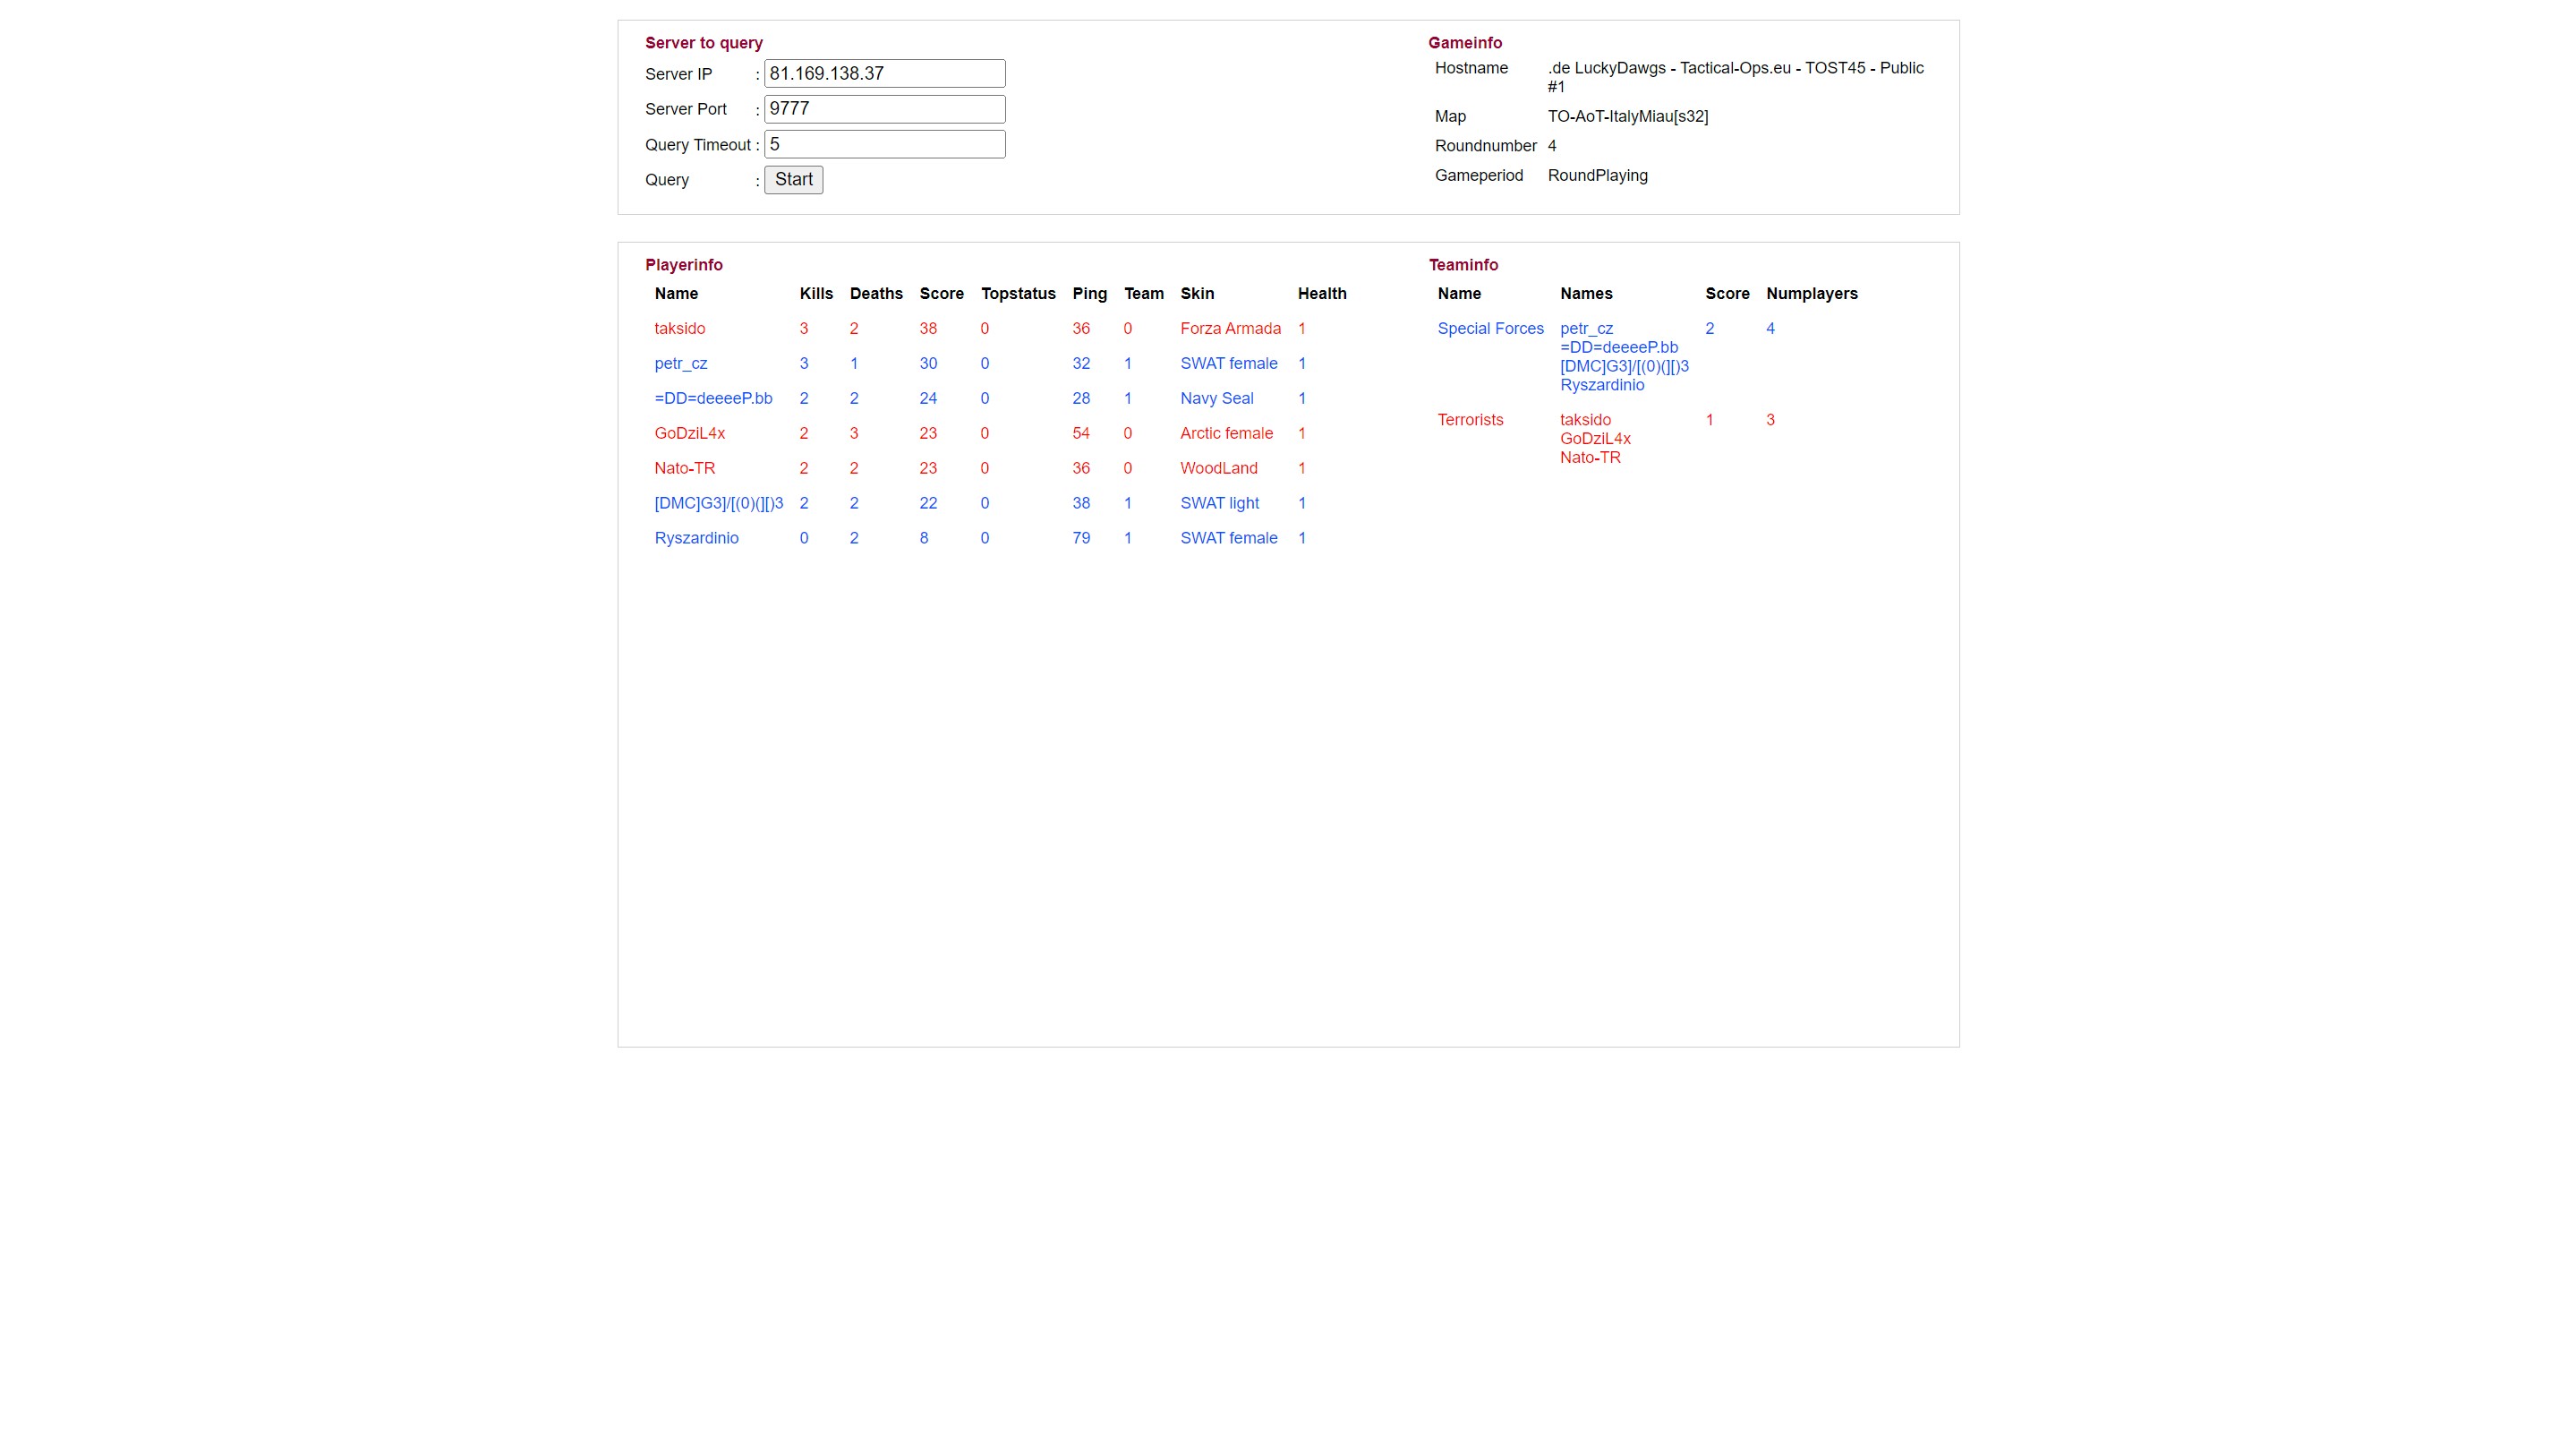 Server to query
Server IP : 81.169.138.37
Server Port : 9777
Query Timeout : 5
Query : Start
Gameinfo
Hostname .de LuckyDawgs - Tactical-Ops.eu - TOST45 - Public
#1
Map TO-AoT-ItalyMiau[s32]
Roundnumber 4
Gameperiod RoundPlaying
Playerinfo
Name Kills Deaths Score Topstatus Ping Team Skin Health
taksido 3 2 38 0 36 0 Forza Armada 1
petr_cz 3 1 30 0 32 1 SWAT female 1
=DD=deeeeP.bb 2 2 24 0 28 1 Navy Seal 1
GoDziL4x 2 3 23 0 54 0 Arctic female 1
Nato-TR 2 2 23 0 36 0 WoodLand 1
[DMC]G3]/[(0)(][)3 2 2 22 0 38 1 SWAT light 1
Ryszardinio 0 2 8 0 79 1 SWAT female 1
Teaminfo
Name Names Score Numplayers
Special Forces petr_cz 2 4
=DD=deeeeP.bb
[DMC]G3]/[(0)(][)3
Ryszardinio
Terrorists taksido 1 3
GoDziL4x
Nato-TR